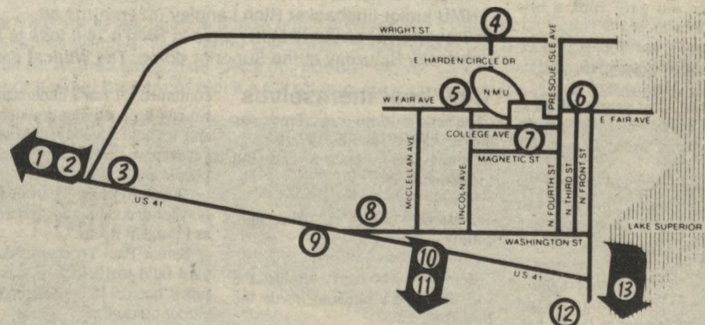 WRIGHT ST.
4
PRESQUE ISLE AVE
E HARDEN CIRCLE DR
NMU
5
6
W FAIR AVE
E. FAIR AVE
COLLEGE AVE
7
MAGNETIC ST
1 2 3
McCLELLAN AVE
LINCOLN AVE
N FOURTH ST
N THIRD ST
N FRONT ST
US 41
8
LAKE SUPERIOR
9
WASHINGTON ST
10
11
US 41
12
13